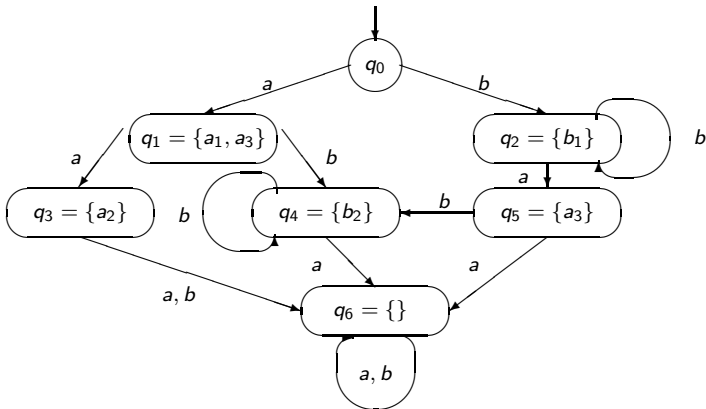 q₀
a
b
q₁ = {a₁, a₃}
q₂ = {b₁}
b
a
b
a
q₃ = {a₂}
b
q₄ = {b₂}
b
q₅ = {a₃}
a, b
a
a
q₆ = {}
a, b